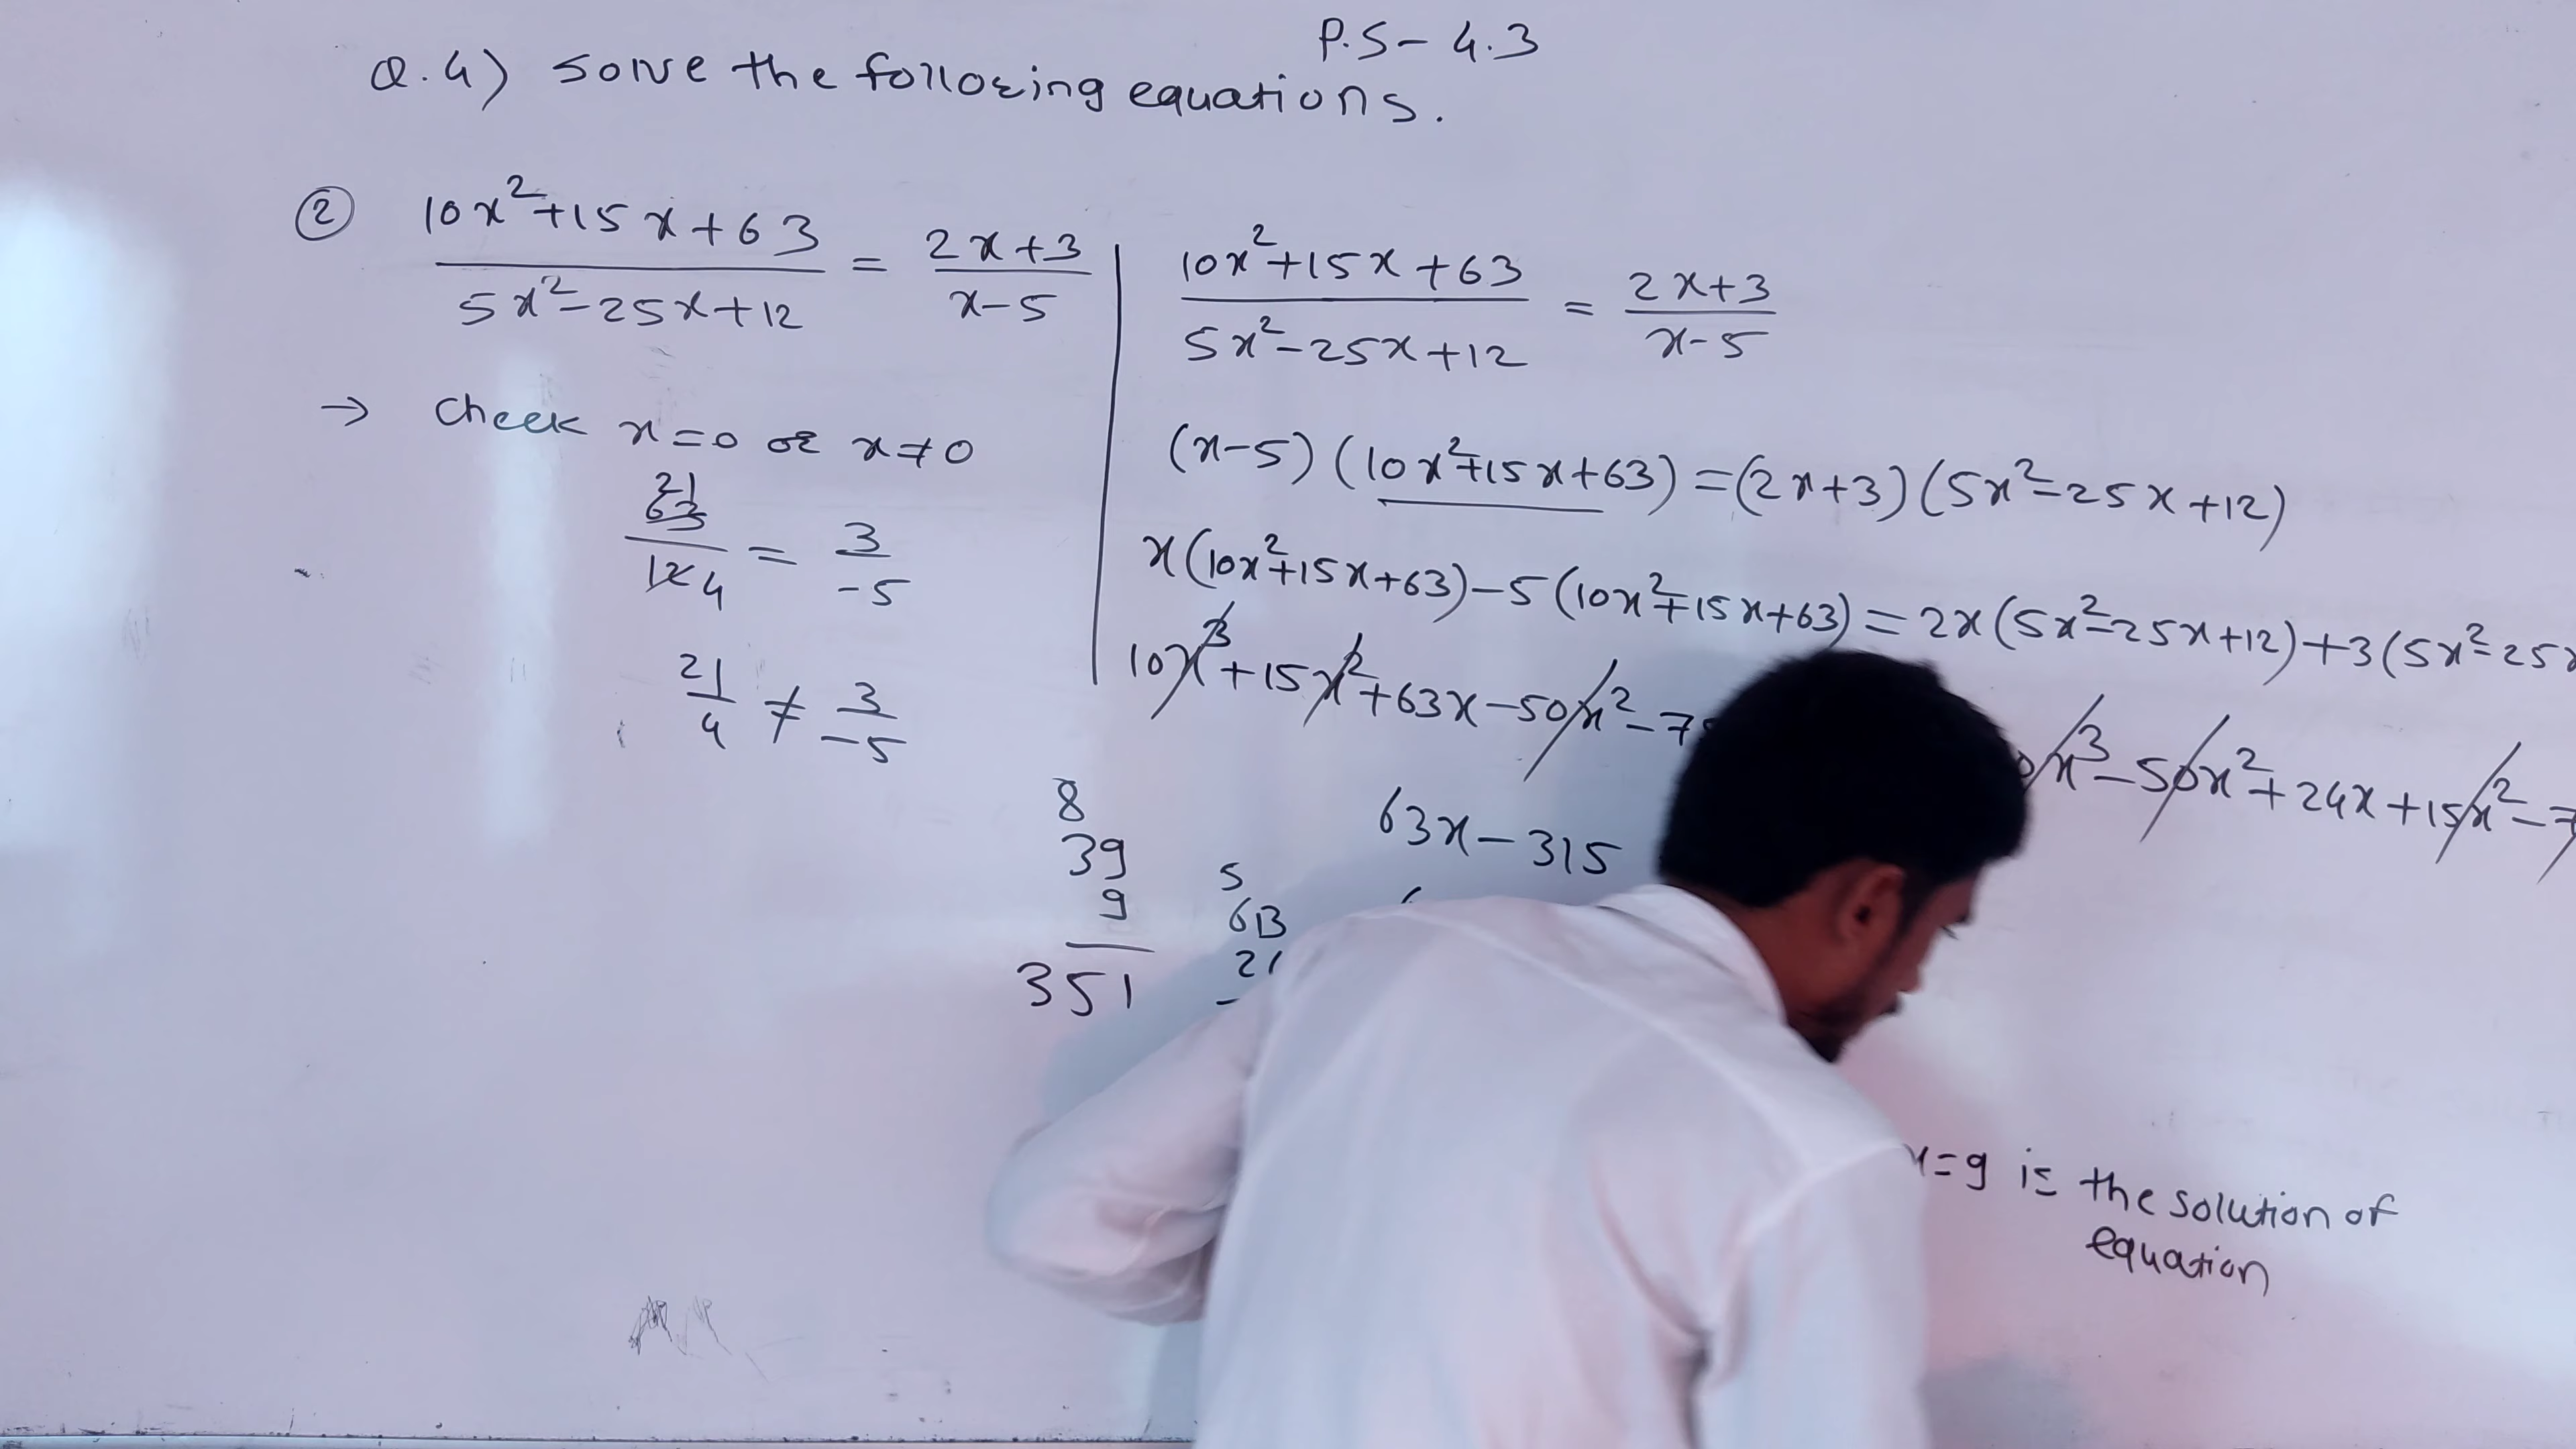 P.S- 4.3
Q.4) Solve the following equations.
② (10x²+15x+63)/(5x²-25x+12) = (2x+3)/(x-5)
→ Cheek x=0 or x≠0
21
63/12 4 = 3/-5
21/4 ≠ 3/-5
(10x²+15x+63)/(5x²-25x+12) = (2x+3)/(x-5)
(x-5)(10x²+15x+63)=(2x+3)(5x²-25x+12)
x(10x²+15x+63)-5(10x²+15x+63)=2x(5x²-25x+12)+3(5x²-25x
10x³+15x²+63x-50x²-7 x³-50x²+24x+15x²-7
63x-315
8
39
9
351
5
63
21
x=9 is the solution of
equation